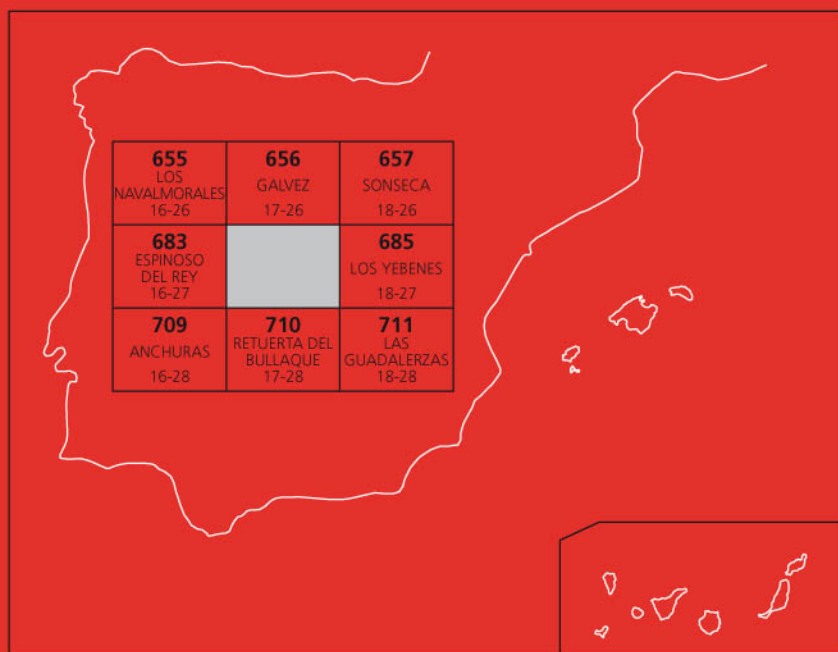 655
LOS
NAVALMORALES
16-26
656
GALVEZ
17-26
657
SONSECA
18-26
683
ESPINOSO
DEL REY
16-27
685
LOS YEBENES
18-27
709
ANCHURAS
16-28
710
RETUERTA DEL
BULLAQUE
17-28
711
LAS
GUADALERZAS
18-28